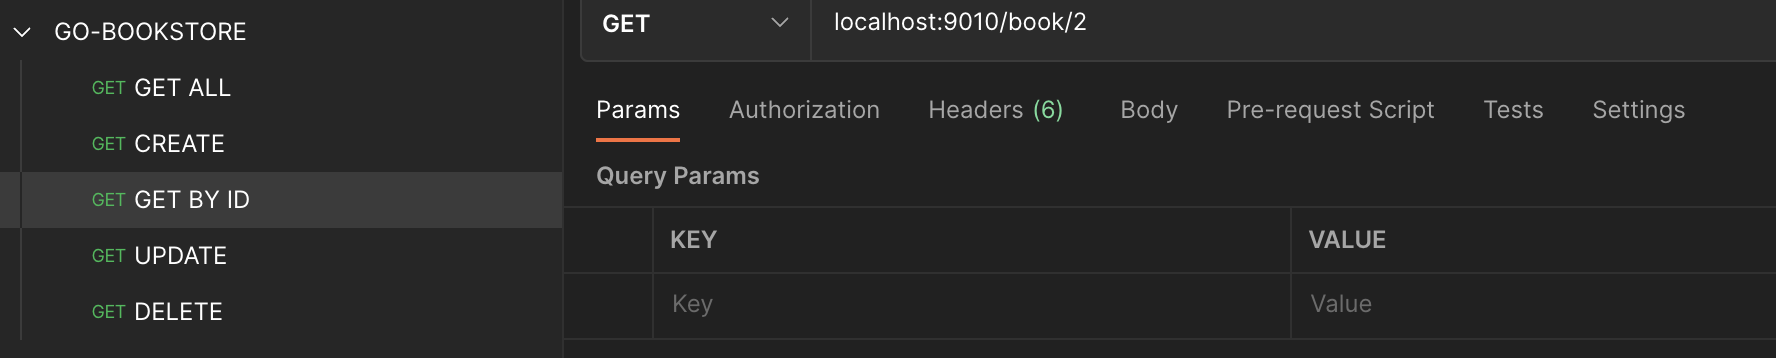 GO-BOOKSTORE
GET GET ALL
GET CREATE
GET GET BY ID
GET UPDATE
GET DELETE
GET localhost:9010/book/2
Params Authorization Headers (6) Body Pre-request Script Tests Settings
Query Params
KEY VALUE
Key Value